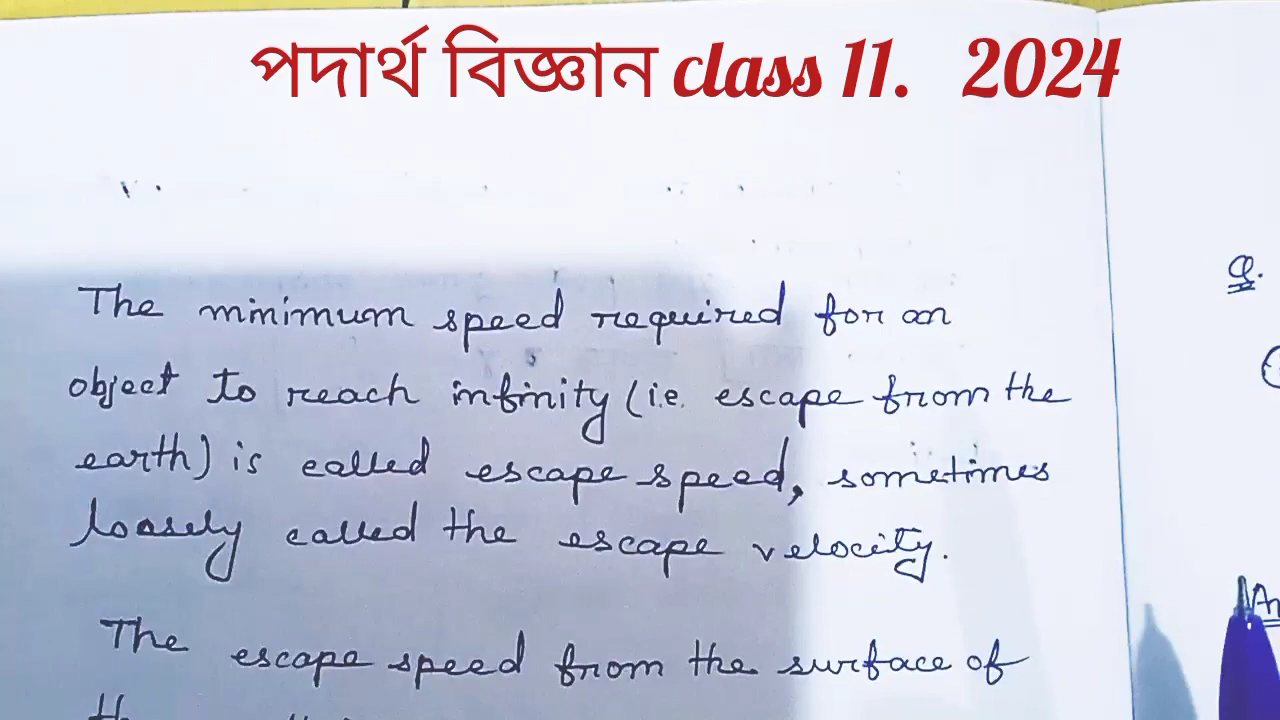 পদার্থ বিজ্ঞান class 11. 2024
The minimum speed required for an
object to reach infinity (i.e. escape from the
earth) is called escape speed, sometimes
loosely called the escape velocity.
The escape speed from the surface of
Q.
An